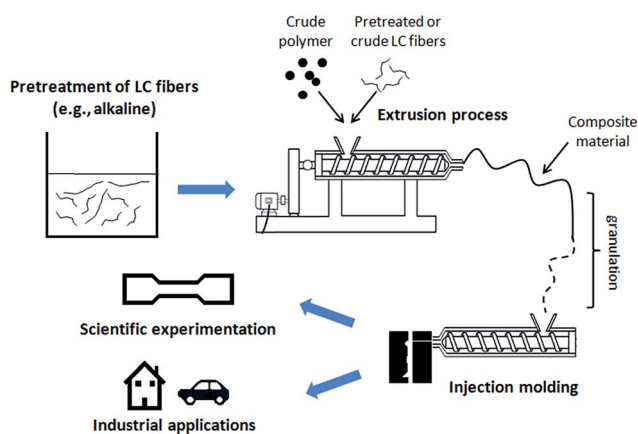 Crude
polymer
Pretreated or
crude LC fibers
Pretreatment of LC fibers
(e.g., alkaline)
Extrusion process
Composite
material
granulation
Scientific experimentation
Injection molding
Industrial applications